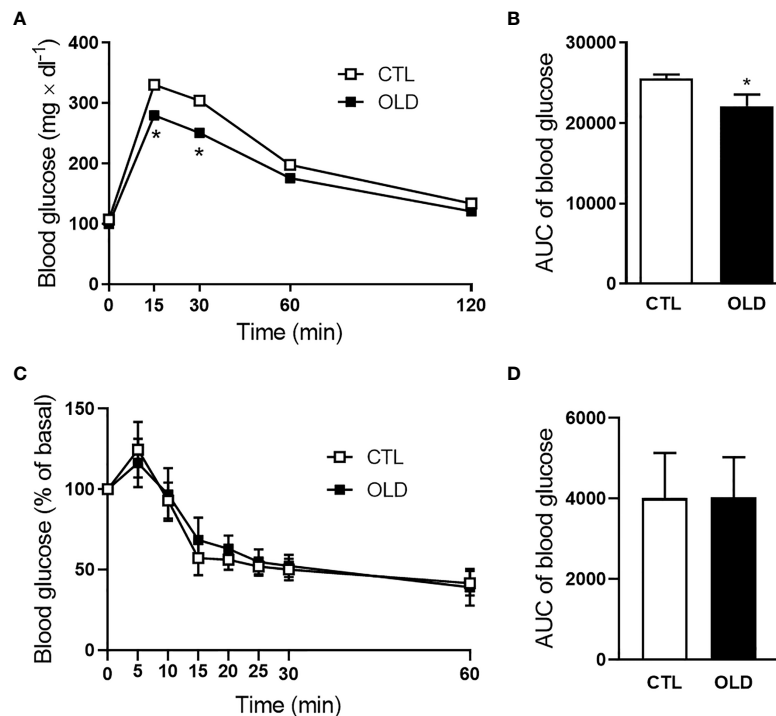 A
Blood glucose (mg × dl⁻¹)
400
300
200
100
0
CTL
OLD
*
*
0 15 30 60 120
Time (min)
B
AUC of blood glucose
30000
20000
10000
0
*
CTL OLD
C
Blood glucose (% of basal)
150
100
50
0
CTL
OLD
0 5 10 15 20 25 30 60
Time (min)
D
AUC of blood glucose
6000
4000
2000
0
CTL OLD